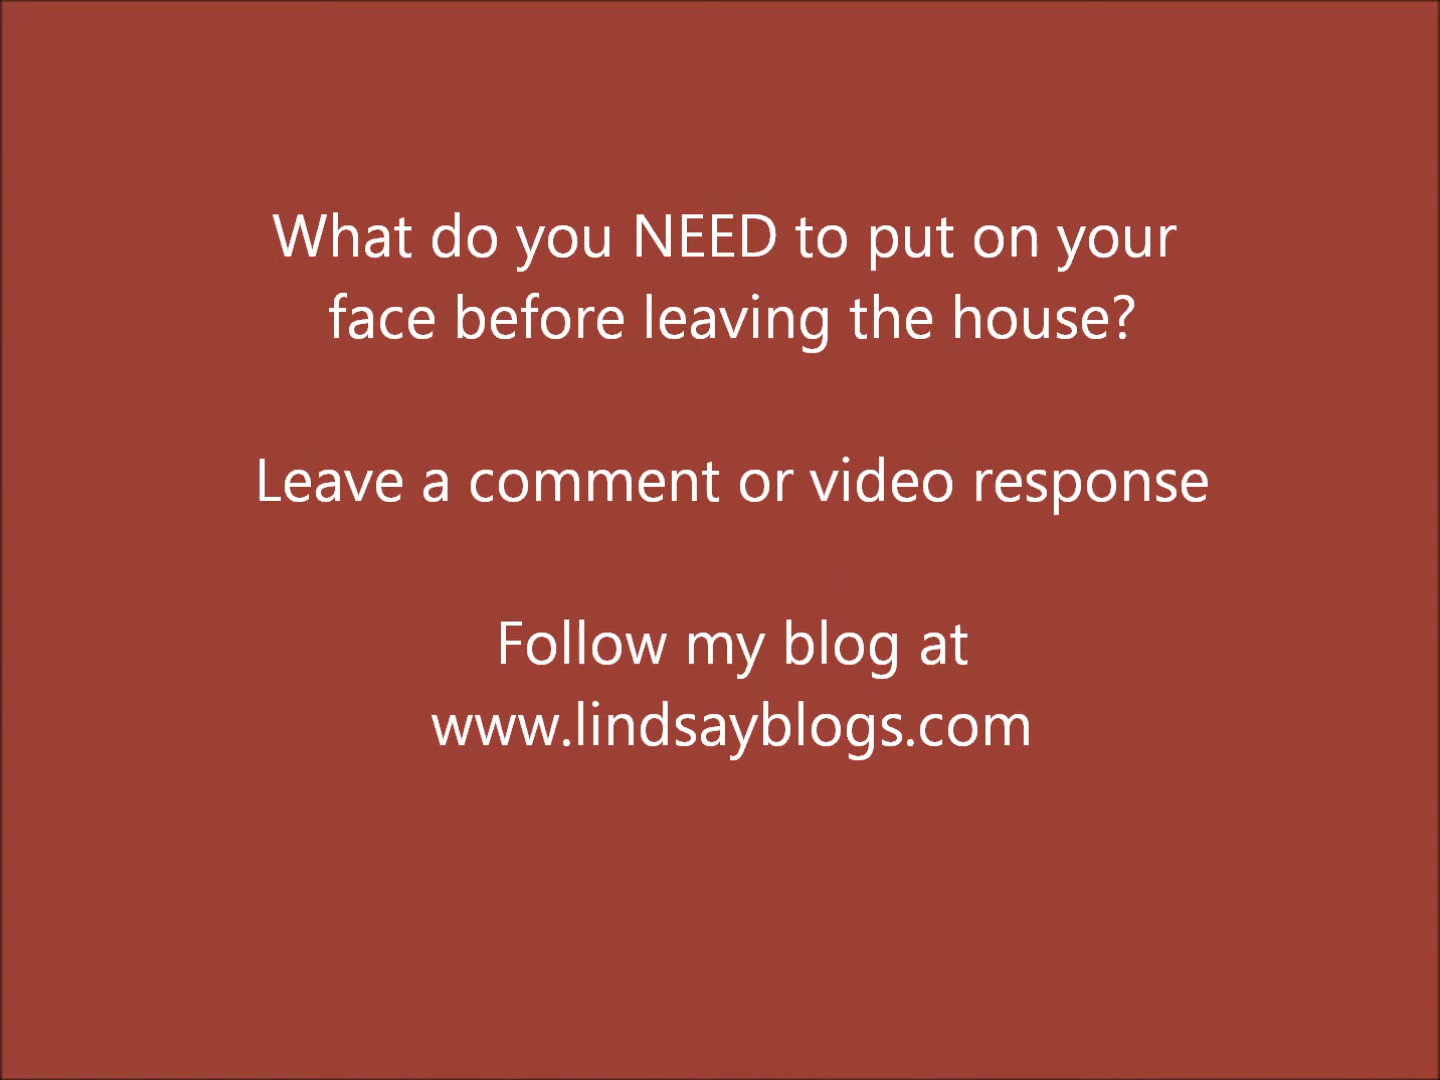 What do you NEED to put on your
face before leaving the house?
Leave a comment or video response
Follow my blog at
www.lindsayblogs.com